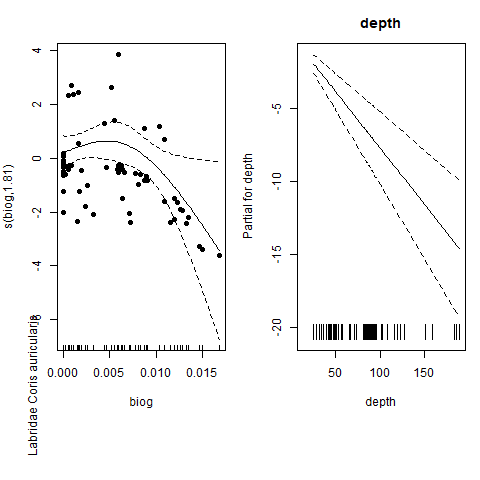 depth
s(biog,1.81)
4
2
0
-2
-4
-6
0.000 0.005 0.010 0.015
biog
Labridae Coris auricularis
Partial for depth
-5
-10
-15
-20
50 100 150
depth